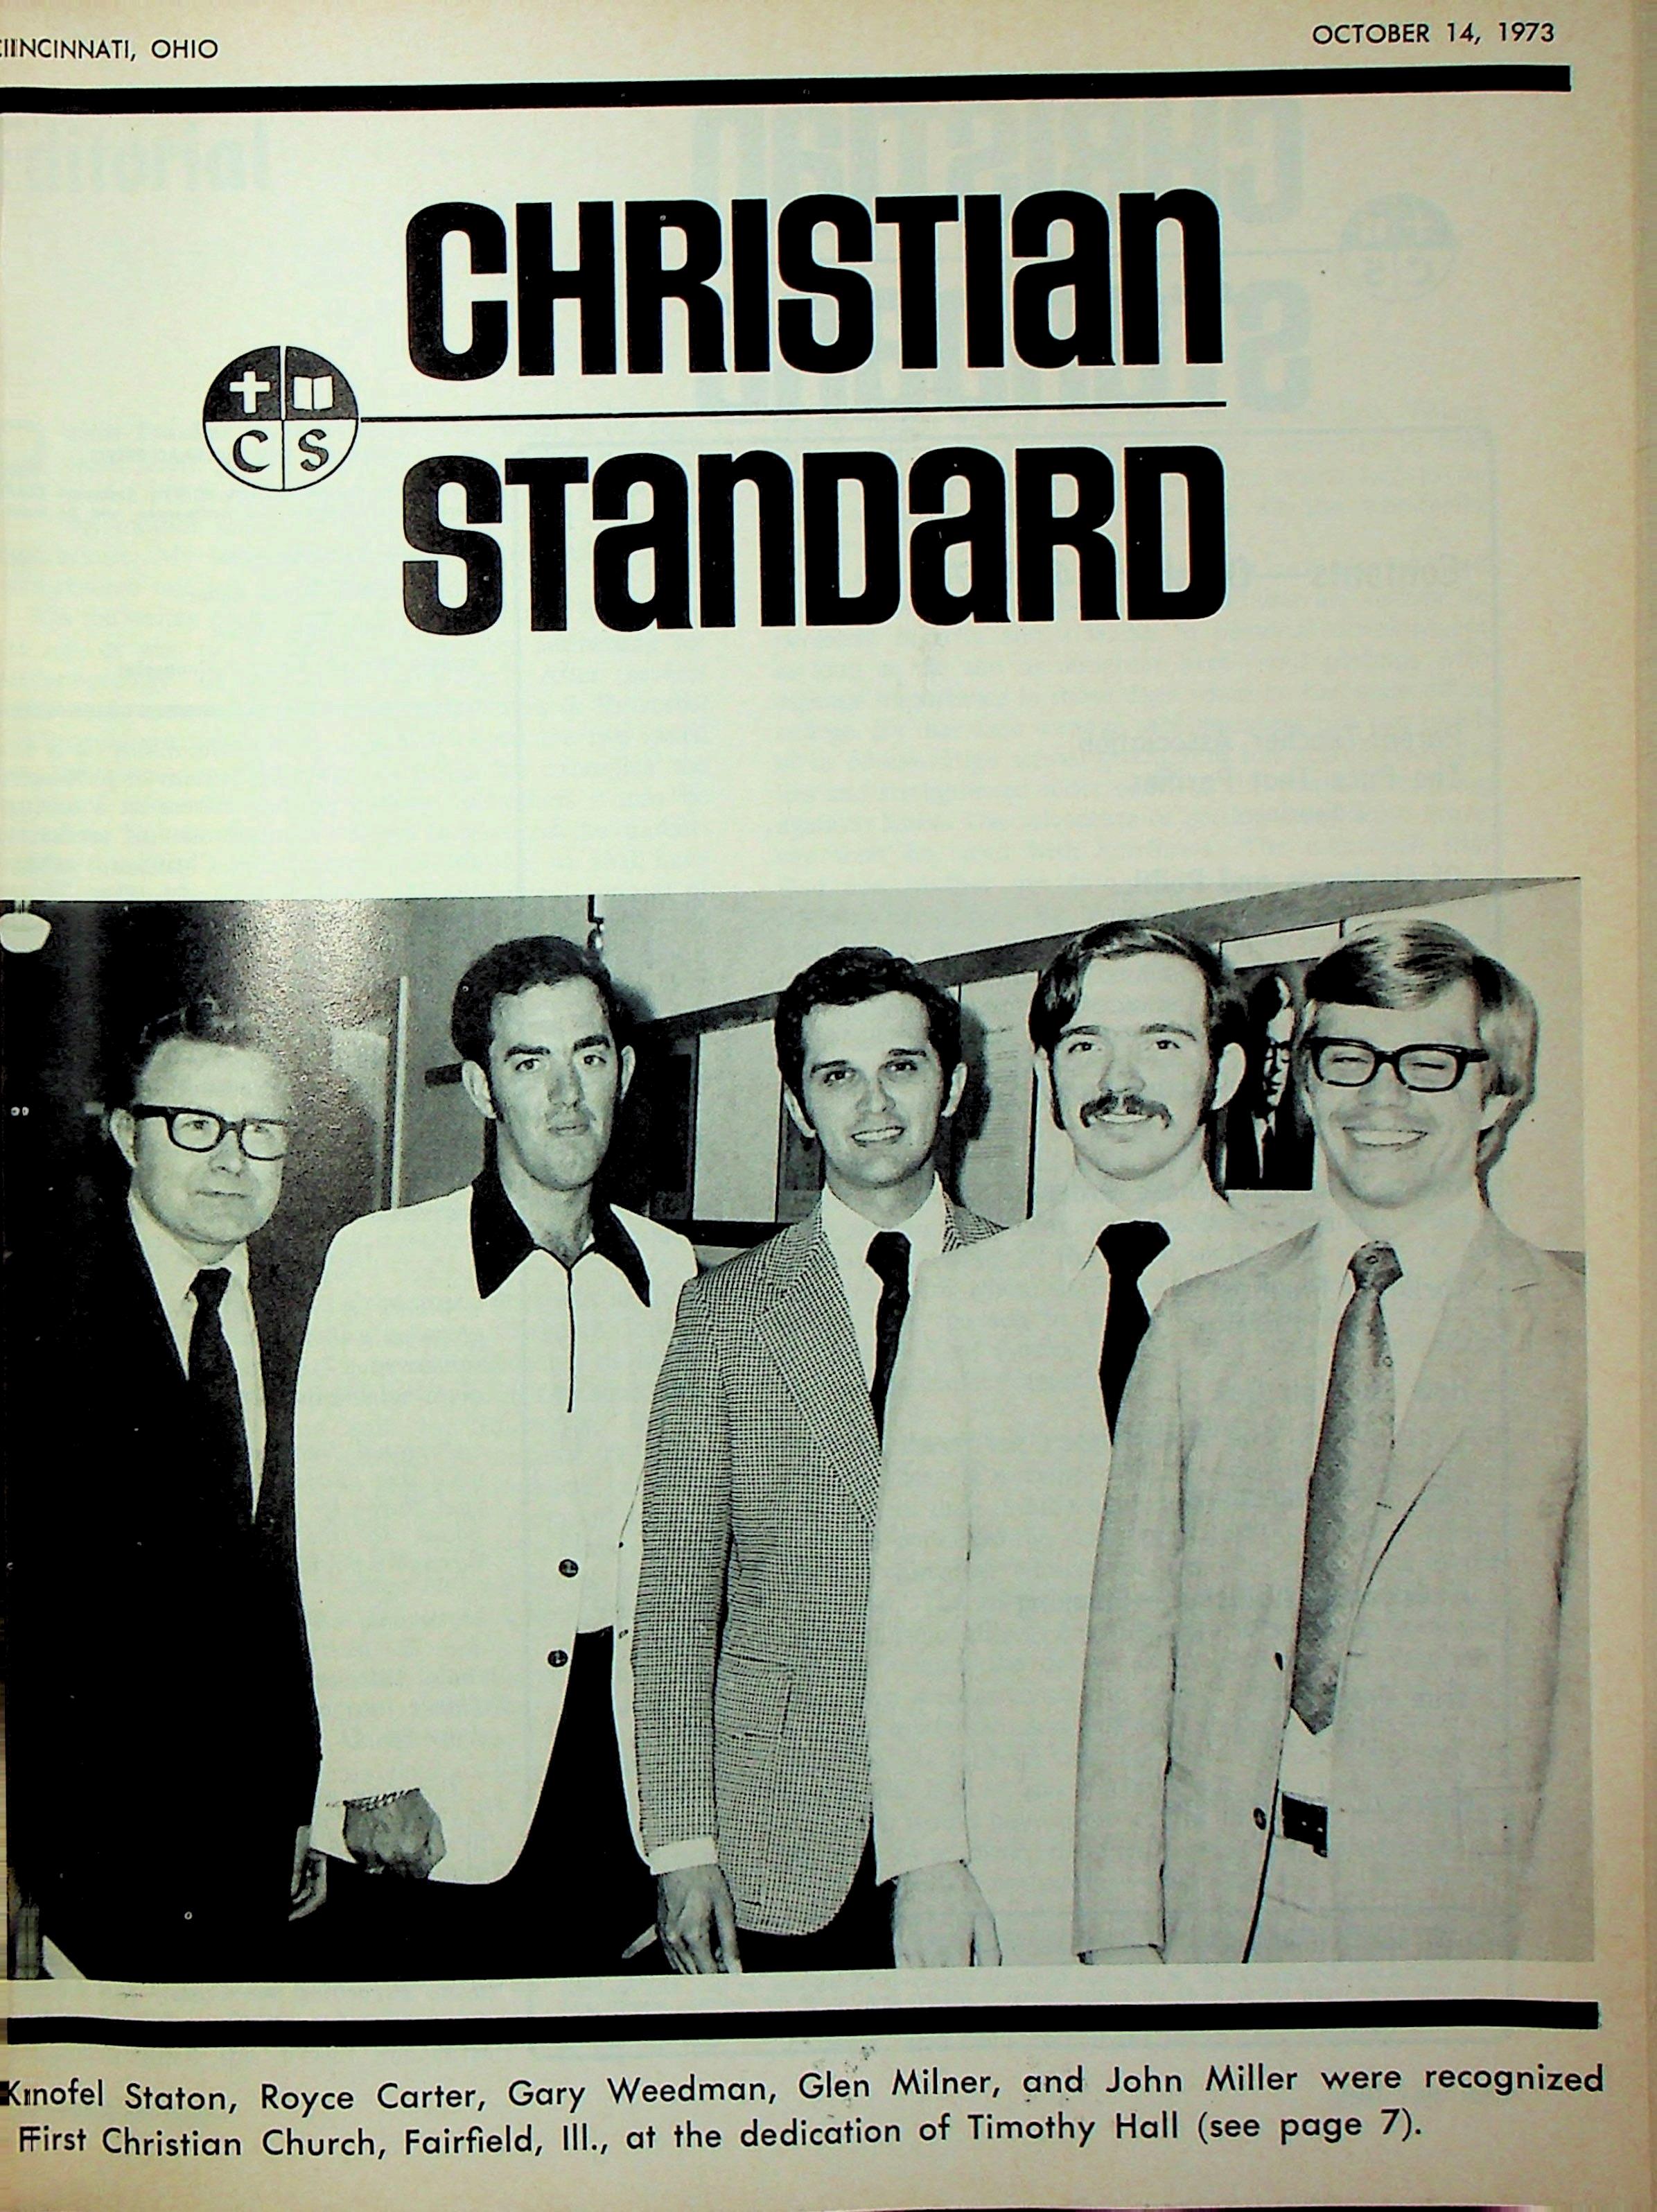 CINCINNATI, OHIO
OCTOBER 14, 1973
CHRISTIAN
C S
STANDARD
Knofel Staton, Royce Carter, Gary Weedman, Glen Milner, and John Miller were recognized
First Christian Church, Fairfield, Ill., at the dedication of Timothy Hall (see page 7).